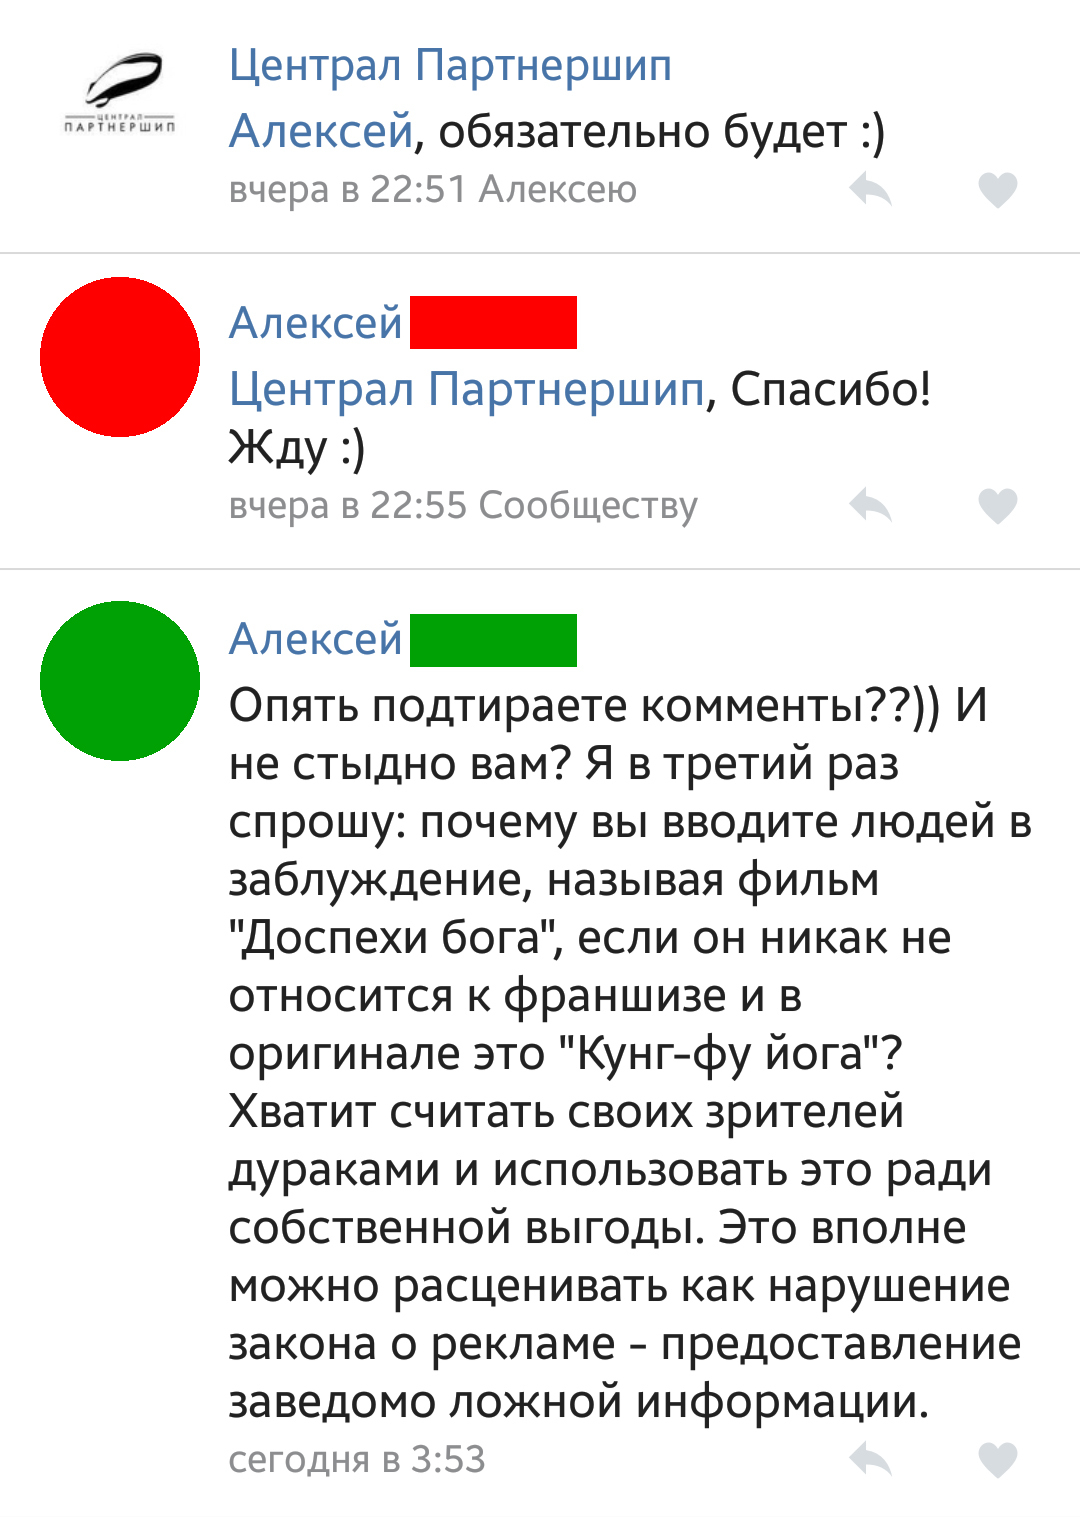 Централ Партнершип
ЦЕНТРАЛ
ПАРТНЕРШИП
Алексей, обязательно будет :)
вчера в 22:51 Алексею
Алексей
Централ Партнершип, Спасибо!
Жду :)
вчера в 22:55 Сообществу
Алексей
Опять подтираете комменты??)) И
не стыдно вам? Я в третий раз
спрошу: почему вы вводите людей в
заблуждение, называя фильм
"Доспехи бога", если он никак не
относится к франшизе и в
оригинале это "Кунг-фу йога"?
Хватит считать своих зрителей
дураками и использовать это ради
собственной выгоды. Это вполне
можно расценивать как нарушение
закона о рекламе - предоставление
заведомо ложной информации.
сегодня в 3:53